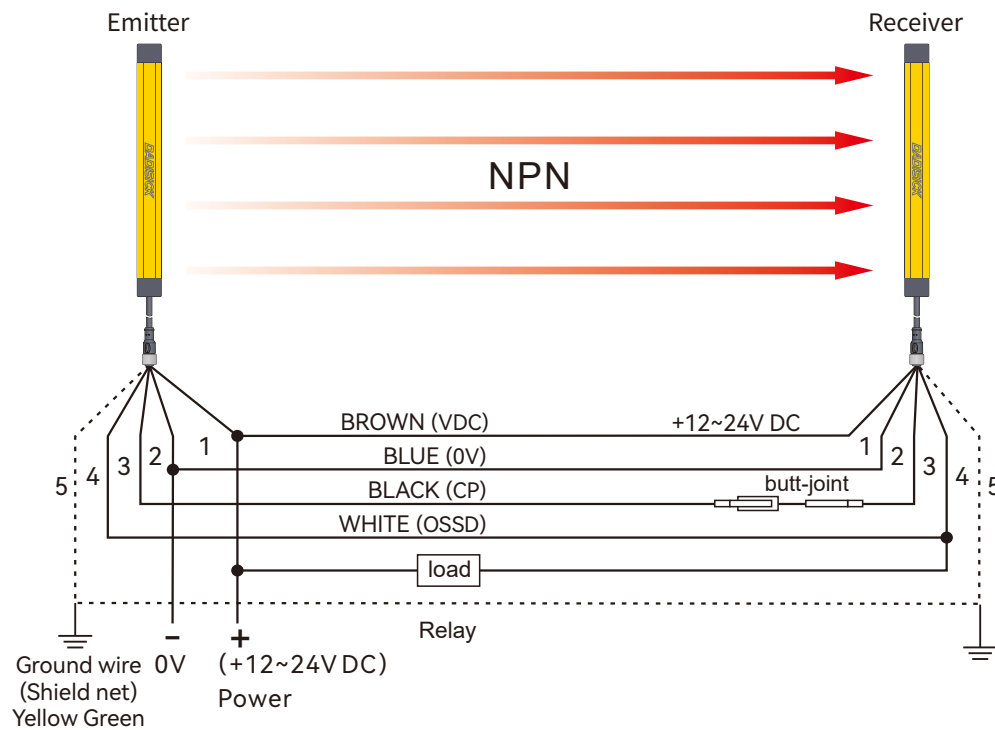 Emitter
Receiver
DADISICK
DADISICK
NPN
BROWN (VDC)
+12~24V DC
1
1
BLUE (0V)
2
2
3
3
4
4
5
5
BLACK (CP)
butt-joint
WHITE (OSSD)
load
Relay
-
+
Ground wire
0V
(+12~24V DC)
(Shield net)
Power
Yellow Green